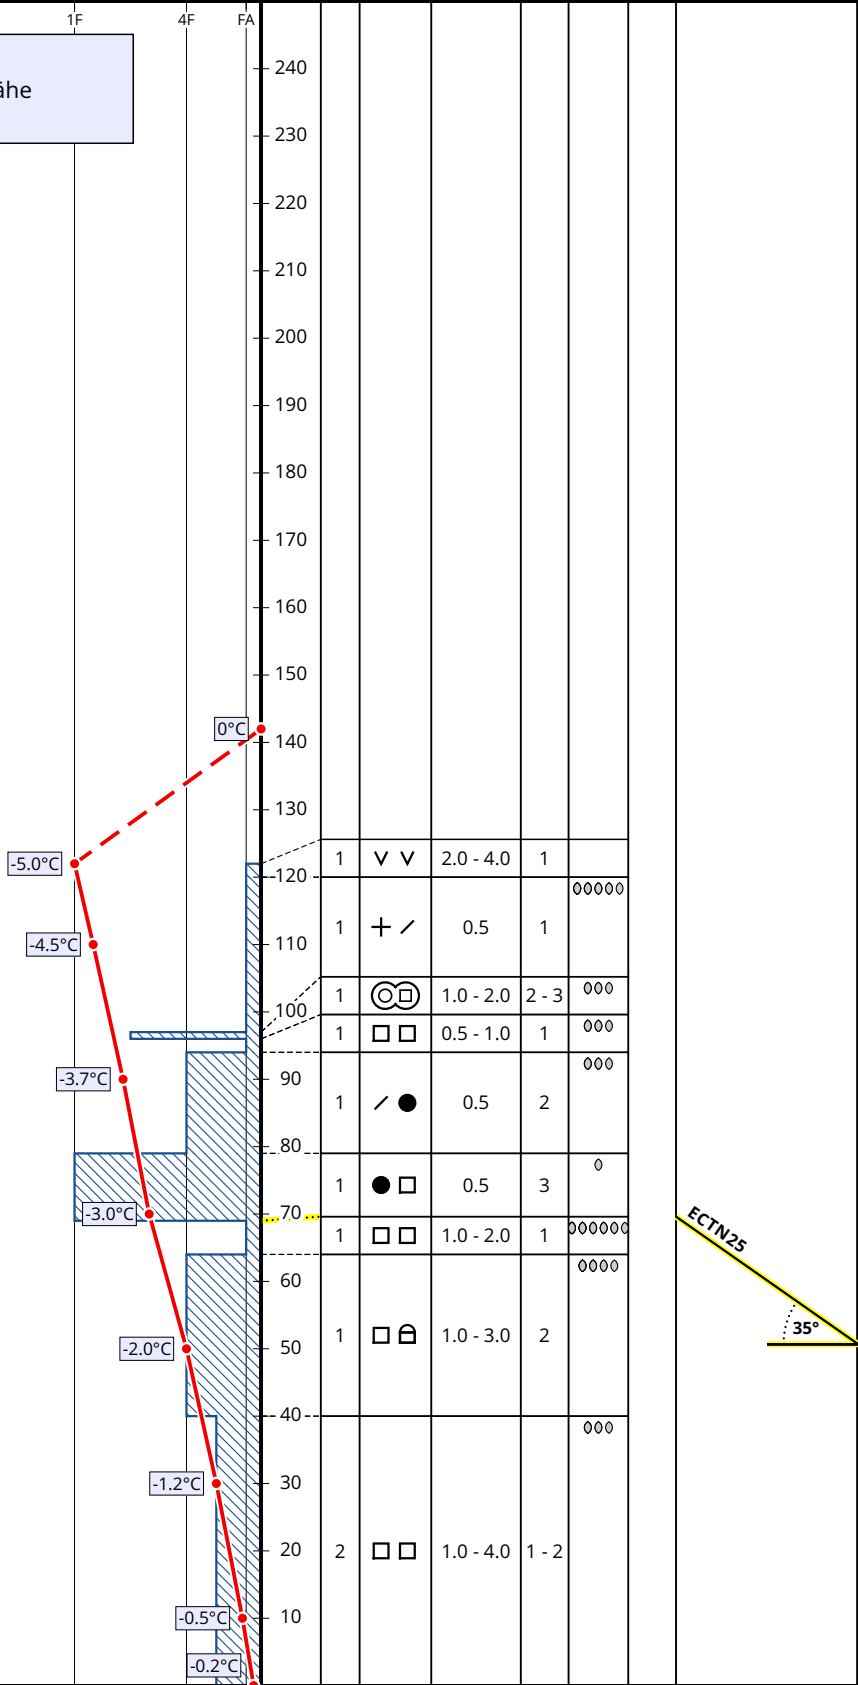 1F 4F FA
240
ähe
230
220
210
200
190
180
170
160
150
0°C
140
130
-5.0°C 1 2.0 - 4.0 1
120
1 + 0.5 1
-4.5°C 110
1 1.0 - 2.0 2 - 3
100
1 0.5 - 1.0 1
-3.7°C 90
1 0.5 2
80
1 0.5 3
-3.0°C 70
ECTN25
1 1.0 - 2.0 1
60
35°
1 1.0 - 3.0 2
-2.0°C 50
40
-1.2°C 30
20 2 1.0 - 4.0 1 - 2
-0.5°C 10
-0.2°C